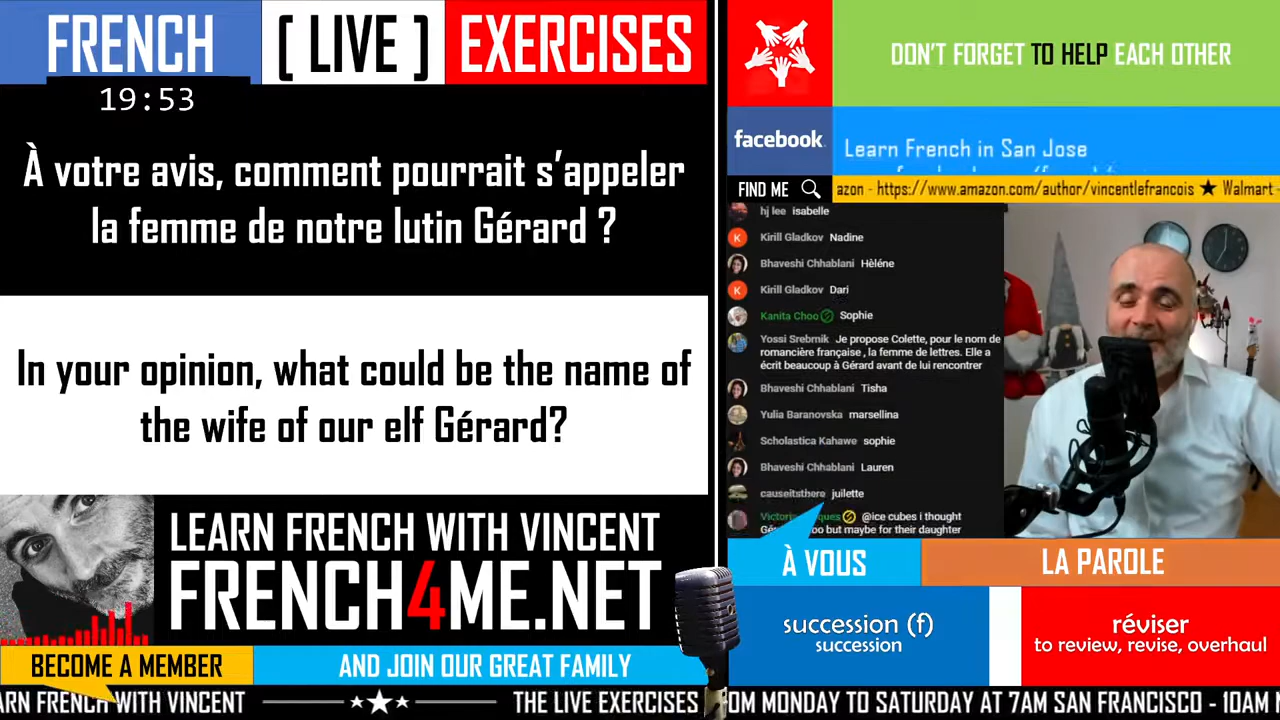 FRENCH
[ LIVE ]
EXERCISES
19:53
À votre avis, comment pourrait s'appeler
la femme de notre lutin Gérard ?
In your opinion, what could be the name of
the wife of our elf Gérard?
LEARN FRENCH WITH VINCENT
FRENCH4ME.NET
BECOME A MEMBER
AND JOIN OUR GREAT FAMILY
DON'T FORGET TO HELP EACH OTHER
facebook
Learn French in San Jose
FIND ME
azon - https://www.amazon.com/author/vincentlefrancois ★ Walmart -
hj lee isabelle
Kirill Gladkov Nadine
Bhaveshi Chhablani Hèléne
Kirill Gladkov Dari
Kanita Choo Sophie
Yossi Srebrnik Je propose Colette, pour le nom de
romancière française , la femme de lettres. Elle a
écrit beaucoup à Gérard avant de lui rencontrer
Bhaveshi Chhablani Tisha
Yulia Baranovska marsellina
Scholastica Kahawe sophie
Bhaveshi Chhablani Lauren
causeitsthere juilette
@ice cubes i thought
but maybe for their daughter
À VOUS
LA PAROLE
succession (f)
succession
réviser
to review, revise, overhaul
ARN FRENCH WITH VINCENT
THE LIVE EXERCISES
OM MONDAY TO SATURDAY AT 7AM SAN FRANCISCO - 10AM